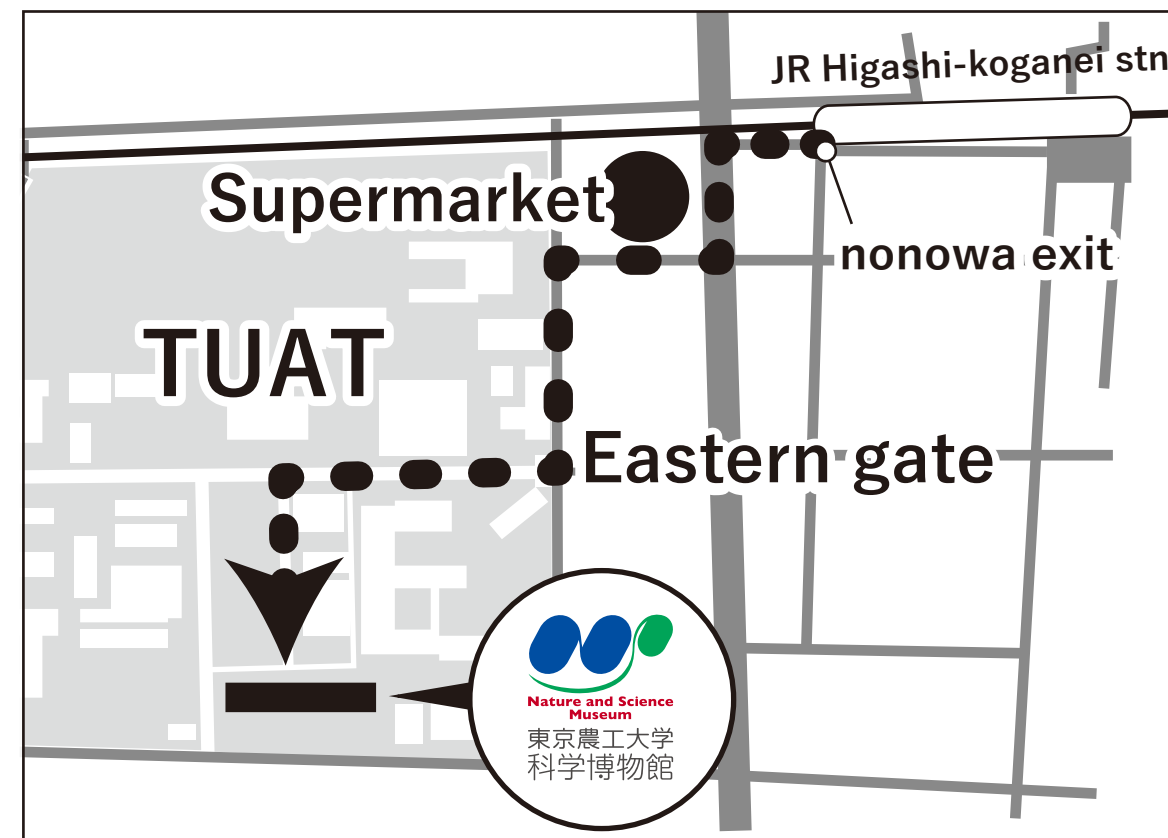 JR Higashi-koganei stn
Supermarket
nonowa exit
TUAT
Eastern gate
Nature and Science
Museum
東京農工大学
科学博物館